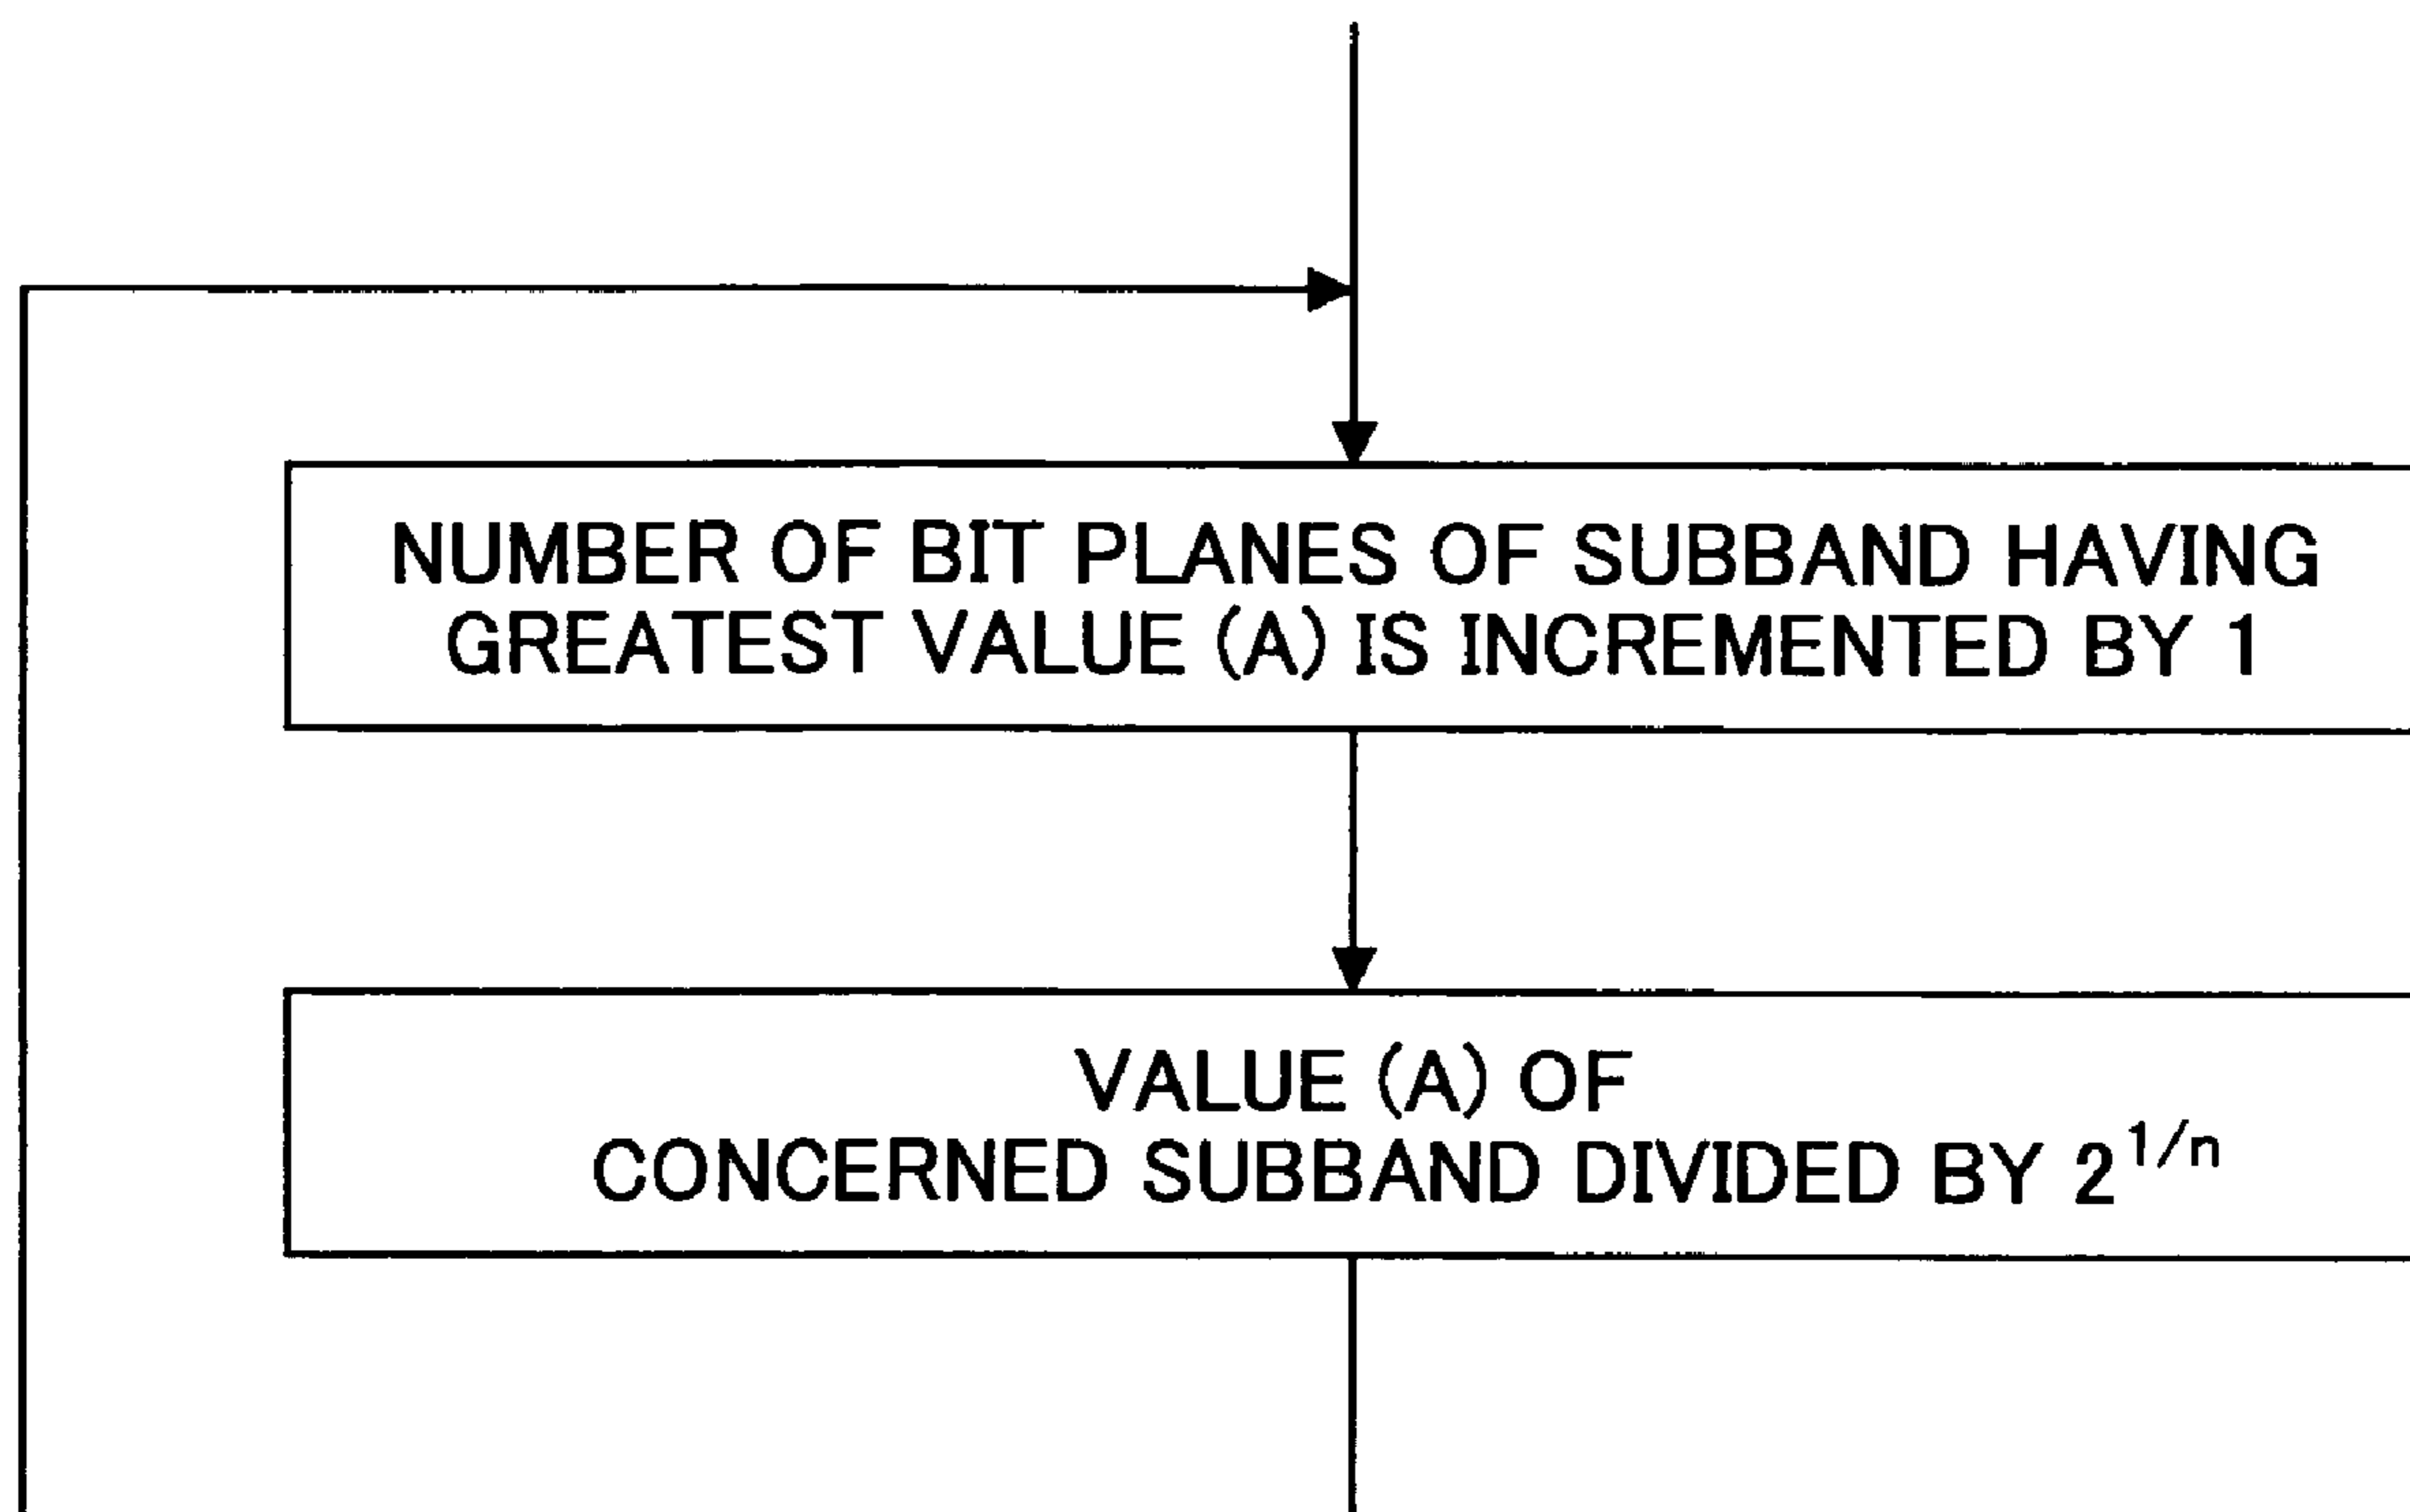 NUMBER OF BIT PLANES OF SUBBAND HAVING
GREATEST VALUE (A) IS INCREMENTED BY 1
VALUE (A) OF
CONCERNED SUBBAND DIVIDED BY 2^1/n